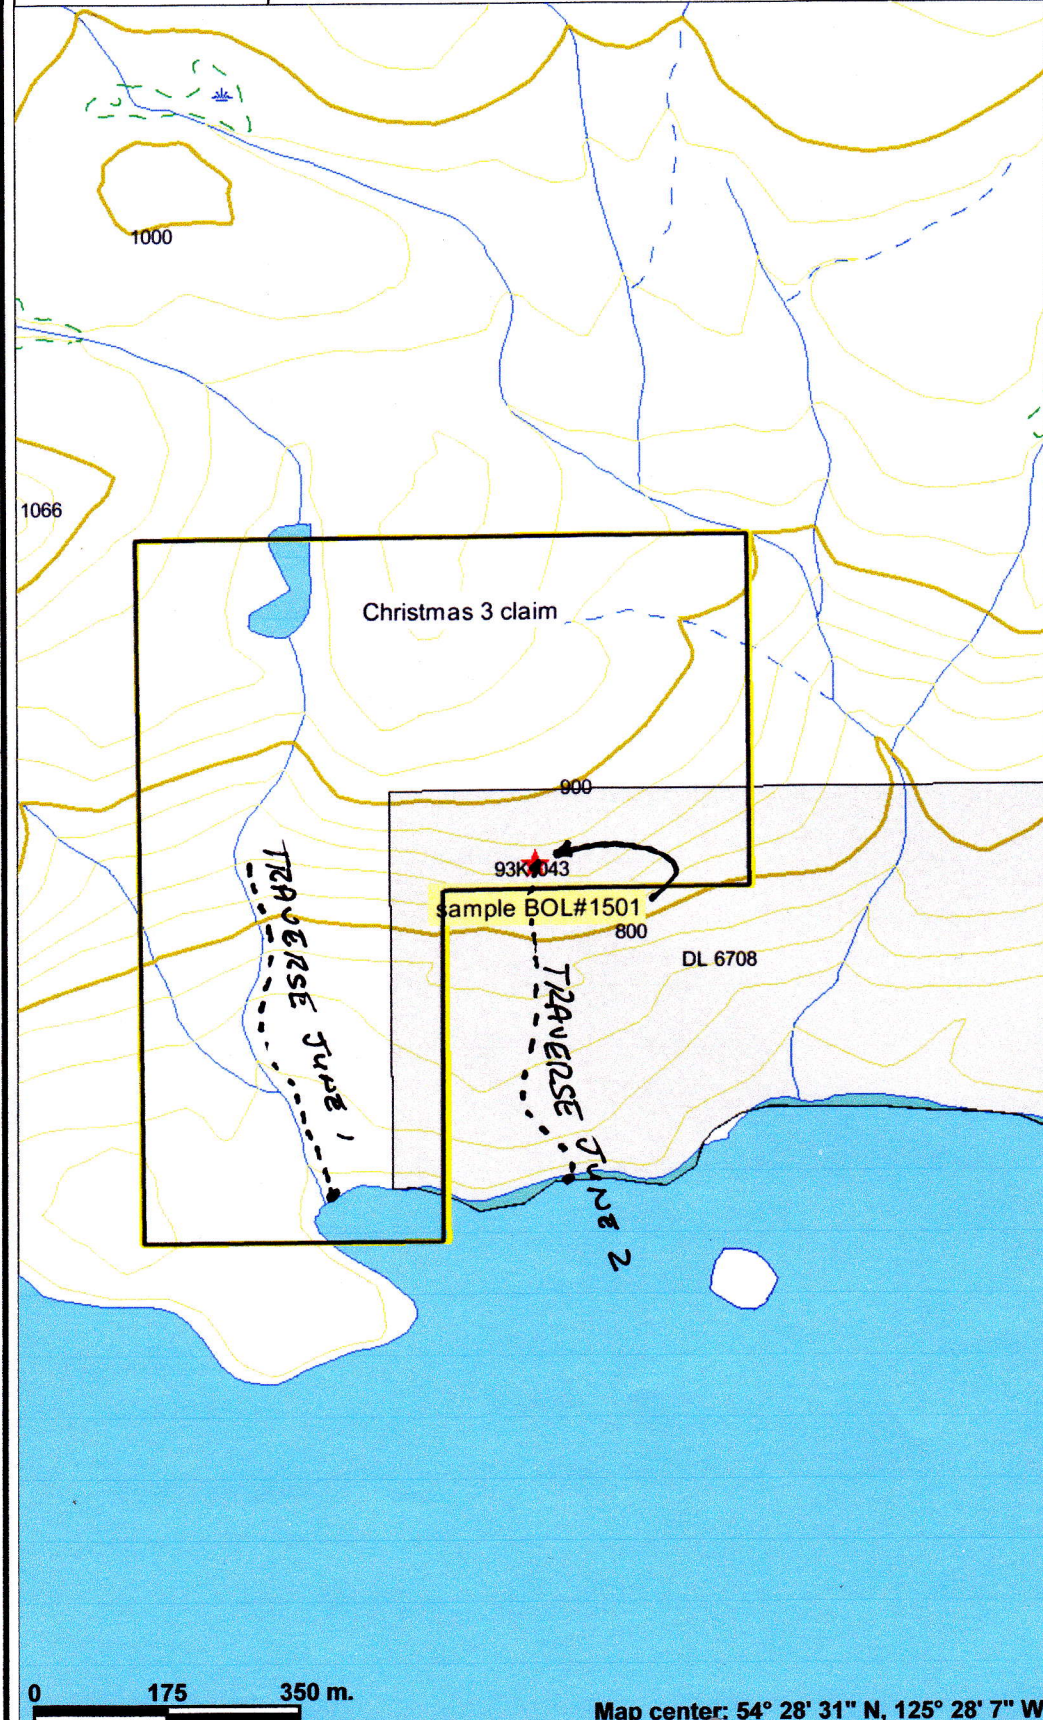 1000
1066
Christmas 3 claim
900
93K 043
sample BOL#1501
800
DL 6708
TRAVERSE JUNE 1
TRAVERSE JUNE 2
0 175 350 m.
Map center: 54° 28' 31" N, 125° 28' 7" W